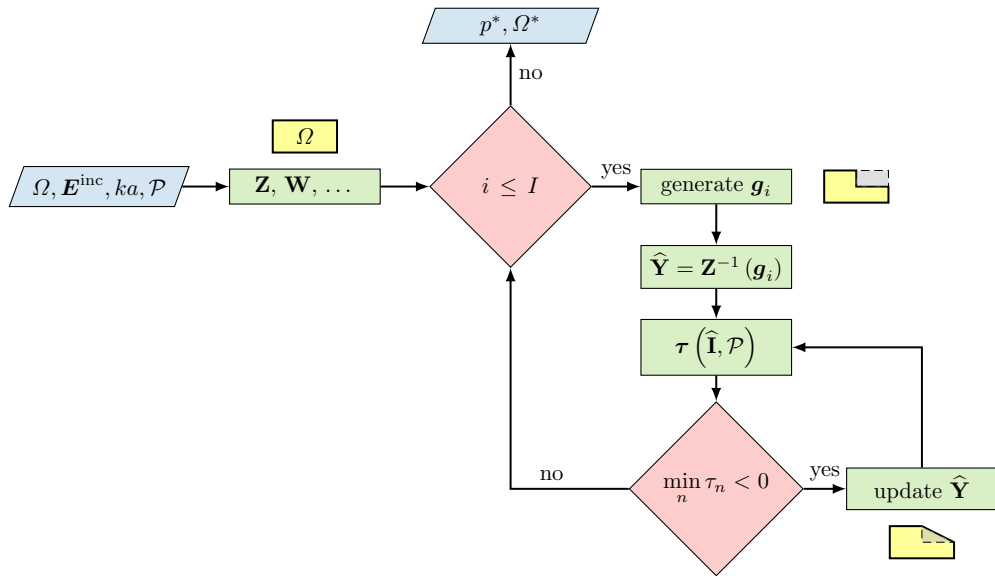 p*, Ω*
no
Ω
Ω, E^inc, ka, 𝒫
Z, W, …
i ≤ I
yes
generate g_i
Ŷ = Z^−1 (g_i)
τ (Î, 𝒫)
no
min_n τ_n < 0
yes
update Ŷ